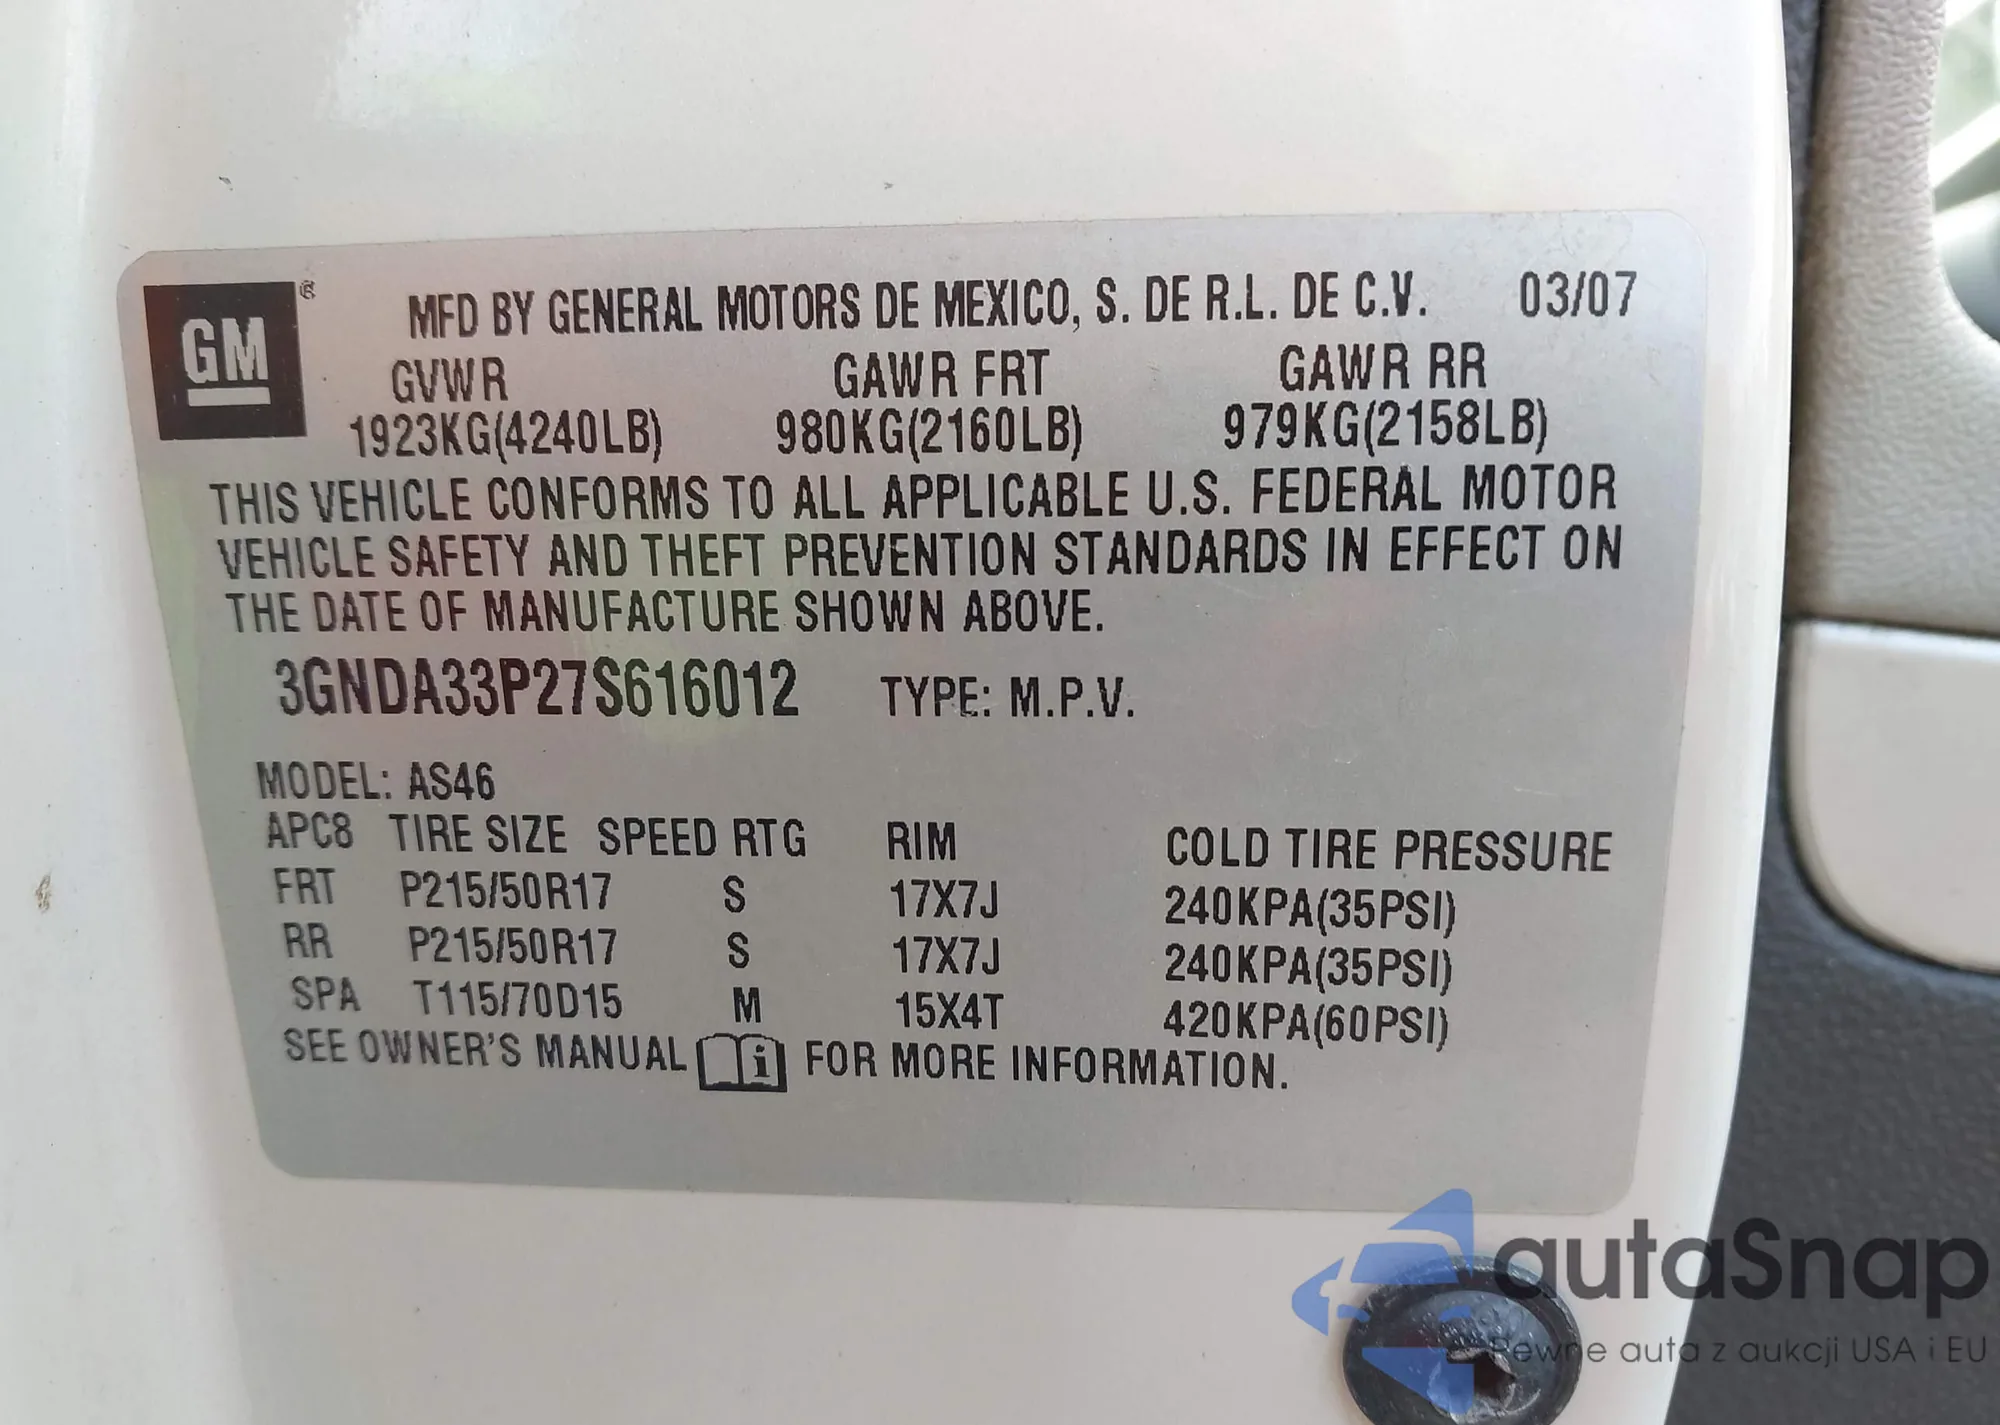 GM ®
MFD BY GENERAL MOTORS DE MEXICO, S. DE R.L. DE C.V. 03/07
GVWR GAWR FRT GAWR RR
1923KG(4240LB) 980KG(2160LB) 979KG(2158LB)
THIS VEHICLE CONFORMS TO ALL APPLICABLE U.S. FEDERAL MOTOR
VEHICLE SAFETY AND THEFT PREVENTION STANDARDS IN EFFECT ON
THE DATE OF MANUFACTURE SHOWN ABOVE.
3GNDA33P27S616012 TYPE: M.P.V.
MODEL: AS46
APC8 TIRE SIZE SPEED RTG RIM COLD TIRE PRESSURE
FRT P215/50R17 S 17X7J 240KPA(35PSI)
RR P215/50R17 S 17X7J 240KPA(35PSI)
SPA T115/70D15 M 15X4T 420KPA(60PSI)
SEE OWNER'S MANUAL i FOR MORE INFORMATION.
autaSnap
Pewne auta z aukcji USA i EU